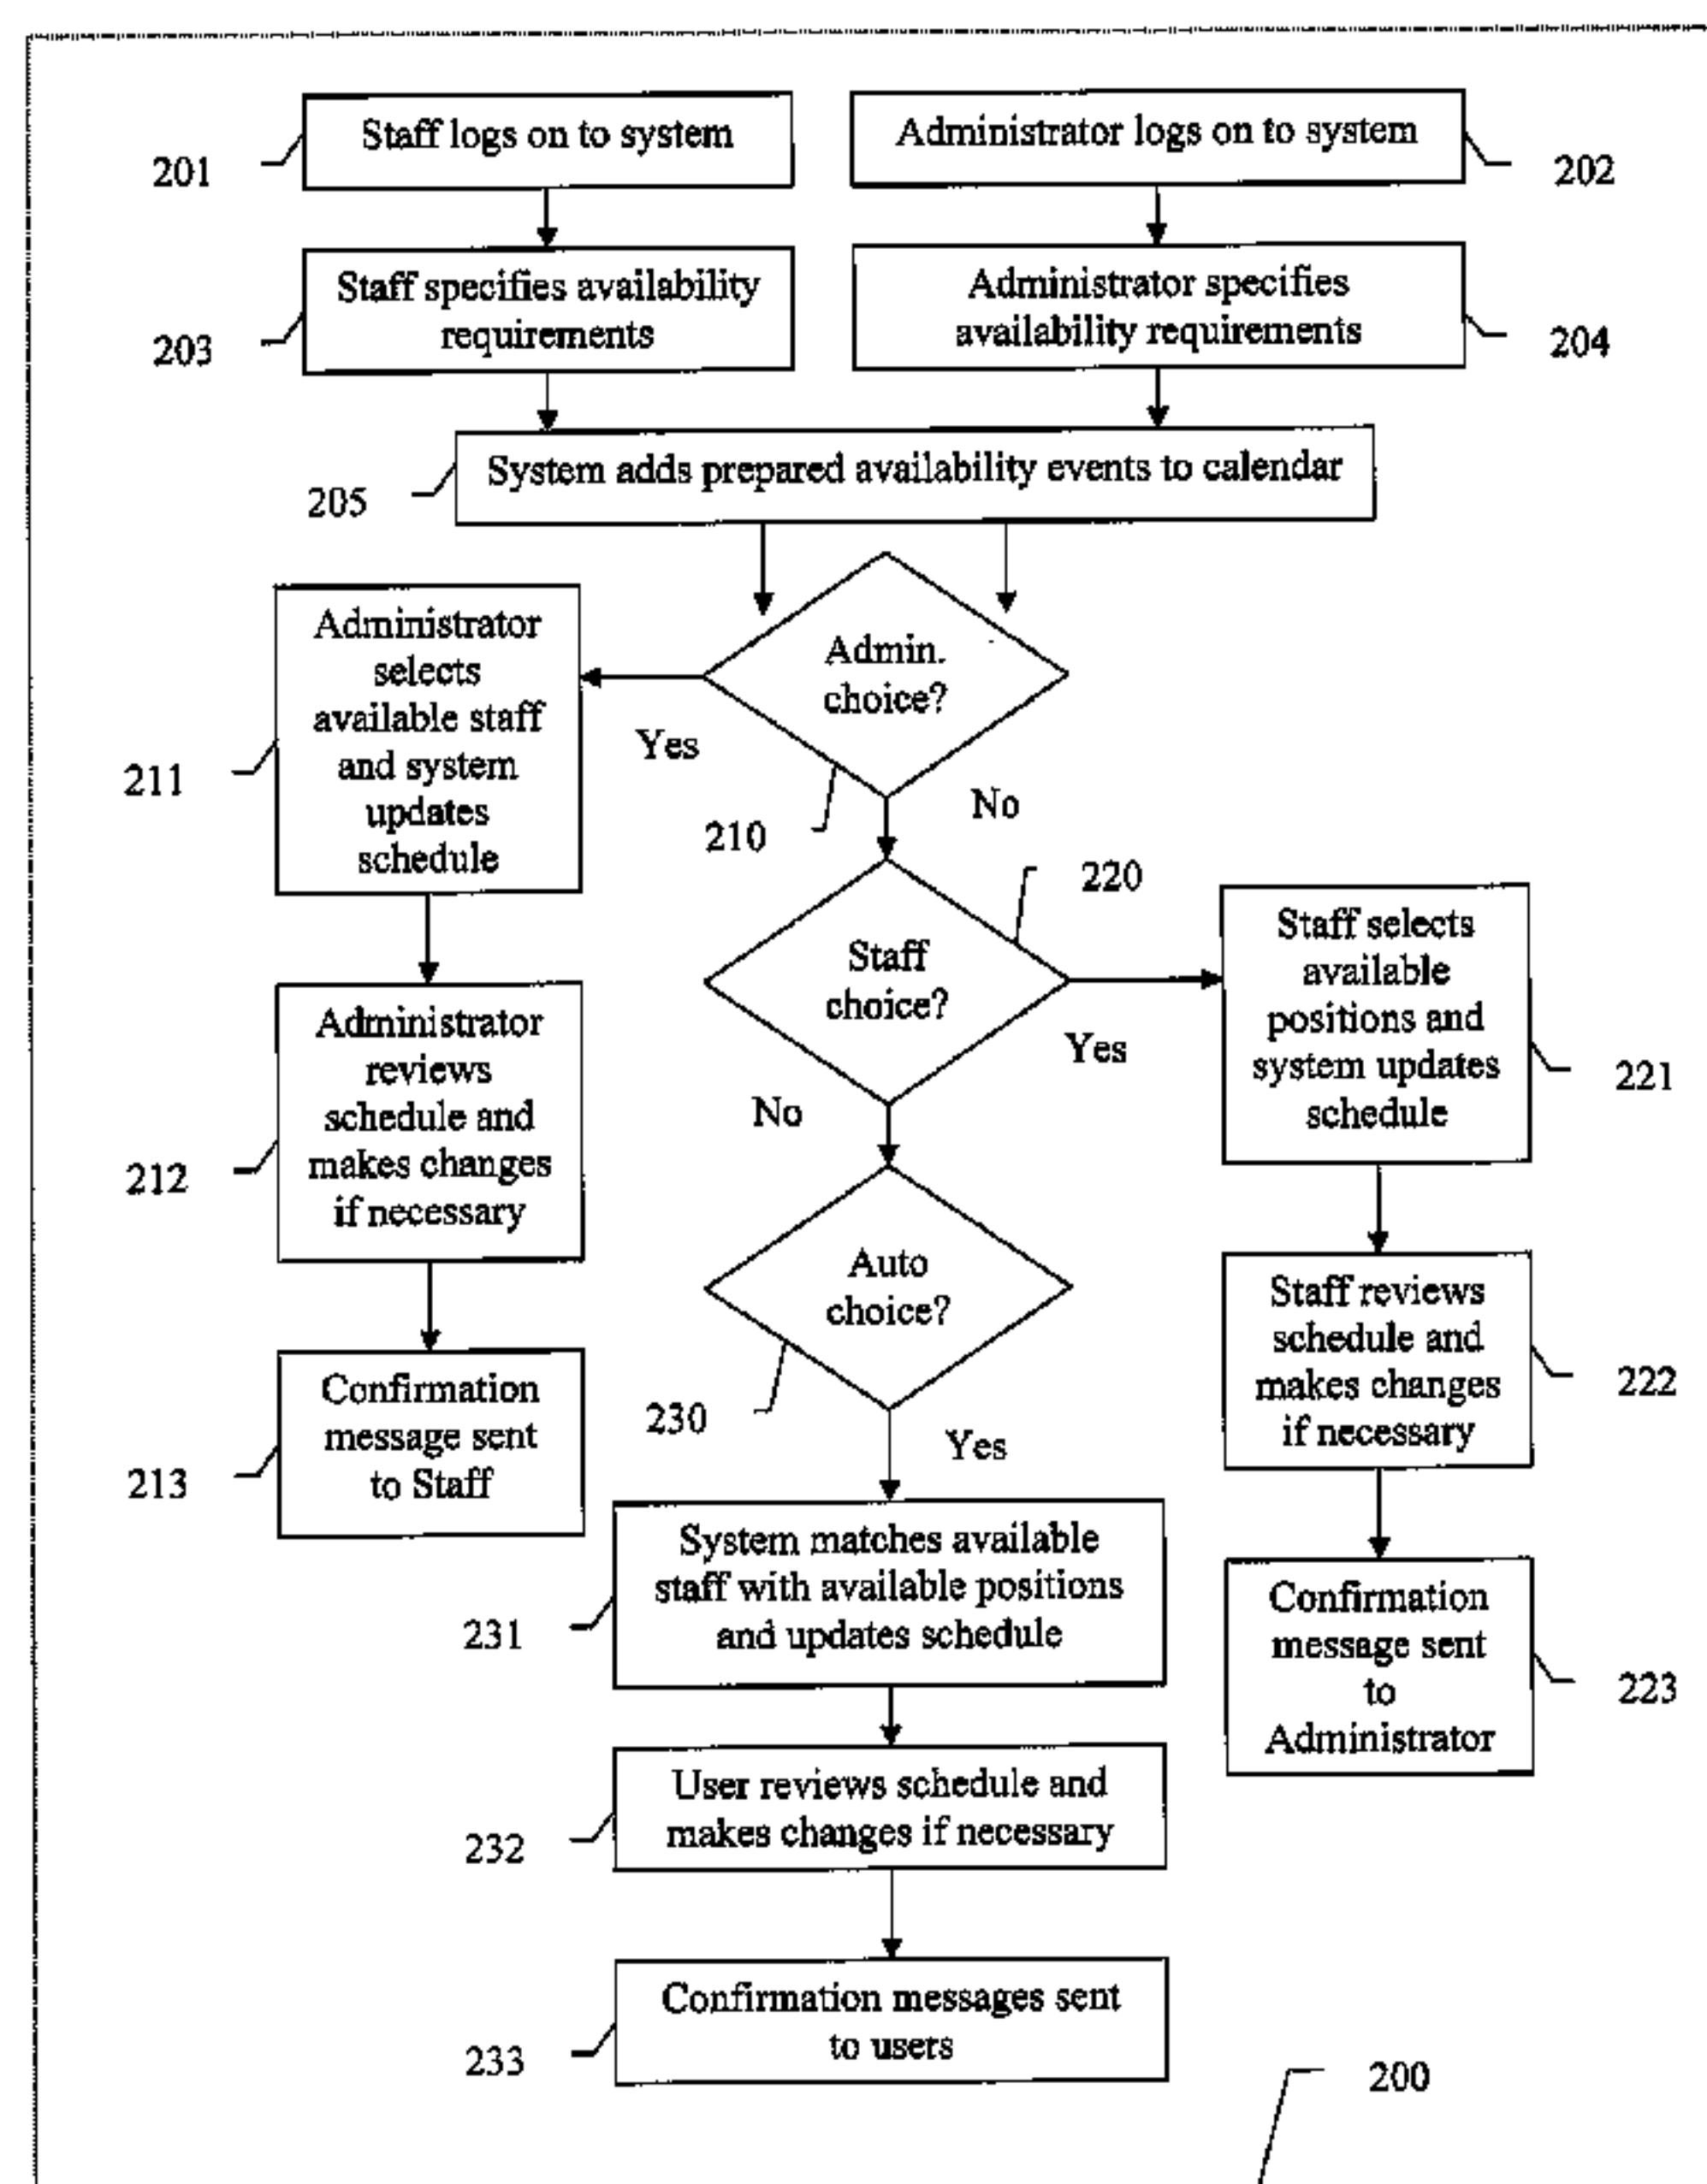 Staff logs on to system
Administrator logs on to system
201
202
Staff specifies availability
requirements
Administrator specifies
availability requirements
203
204
System adds prepared availability events to calendar
205
Admin.
choice?
Yes
No
210
Administrator
selects
available staff
and system
updates
schedule
211
Staff
choice?
220
Yes
No
Staff selects
available
positions and
system updates
schedule
221
Administrator
reviews
schedule and
makes changes
if necessary
212
Auto
choice?
230
Yes
Staff reviews
schedule and
makes changes
if necessary
222
Confirmation
message sent
to Staff
213
System matches available
staff with available positions
and updates schedule
231
Confirmation
message sent
to
Administrator
223
User reviews schedule and
makes changes if necessary
232
Confirmation messages sent
to users
233
200